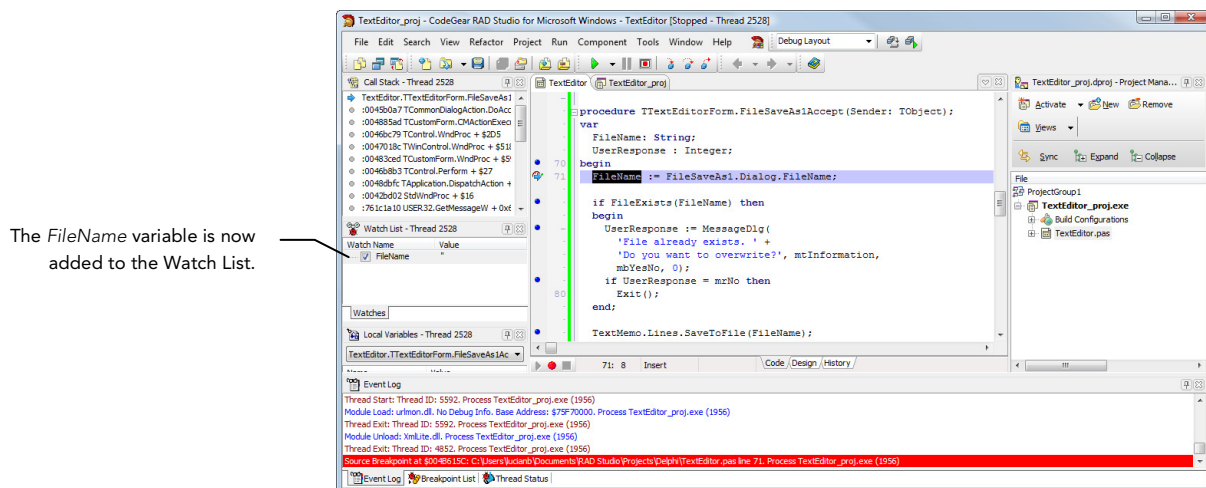 TextEditor_proj - CodeGear RAD Studio for Microsoft Windows - TextEditor [Stopped - Thread 2528]
File Edit Search View Refactor Project Run Component Tools Window Help Debug Layout
Call Stack - Thread 2528
TextEditor.TTextEditorForm.FileSaveAs1
:0045b0a7 TCommonDialogAction.DoAcc
:004885ad TCustomForm.CMActionExec
:0046bc79 TControl.WndProc + $2D5
:0047018c TWinControl.WndProc + $51
:00483ced TCustomForm.WndProc + $5
:0046b8b3 TControl.Perform + $27
:0048dbfc TApplication.DispatchAction +
:0042bd02 StdWndProc + $16
:761c1a10 USER32.GetMessageW + 0x6
Watch List - Thread 2528
Watch Name Value
FileName ''
Watches
Local Variables - Thread 2528
TextEditor.TTextEditorForm.FileSaveAs1Ac
The FileName variable is now
added to the Watch List.
TextEditor TextEditor_proj
procedure TTextEditorForm.FileSaveAs1Accept(Sender: TObject);
var
FileName: String;
UserResponse : Integer;
70 begin
71 FileName := FileSaveAs1.Dialog.FileName;
if FileExists(FileName) then
begin
UserResponse := MessageDlg(
'File already exists. ' +
'Do you want to overwrite?', mtInformation,
mbYesNo, 0);
if UserResponse = mrNo then
80 Exit();
end;
TextMemo.Lines.SaveToFile(FileName);
71: 8 Insert Code Design History
TextEditor_proj.dproj - Project Mana...
Activate New Remove
Views
Sync Expand Collapse
File
ProjectGroup1
TextEditor_proj.exe
Build Configurations
TextEditor.pas
Event Log
Thread Start: Thread ID: 5592. Process TextEditor_proj.exe (1956)
Module Load: urlmon.dll. No Debug Info. Base Address: $75F70000. Process TextEditor_proj.exe (1956)
Thread Exit: Thread ID: 5592. Process TextEditor_proj.exe (1956)
Module Unload: XmlLite.dll. Process TextEditor_proj.exe (1956)
Thread Exit: Thread ID: 4852. Process TextEditor_proj.exe (1956)
Source Breakpoint at $004B615C: C:\Users\lucianb\Documents\RAD Studio\Projects\Delphi\TextEditor.pas line 71. Process TextEditor_proj.exe (1956)
Event Log Breakpoint List Thread Status